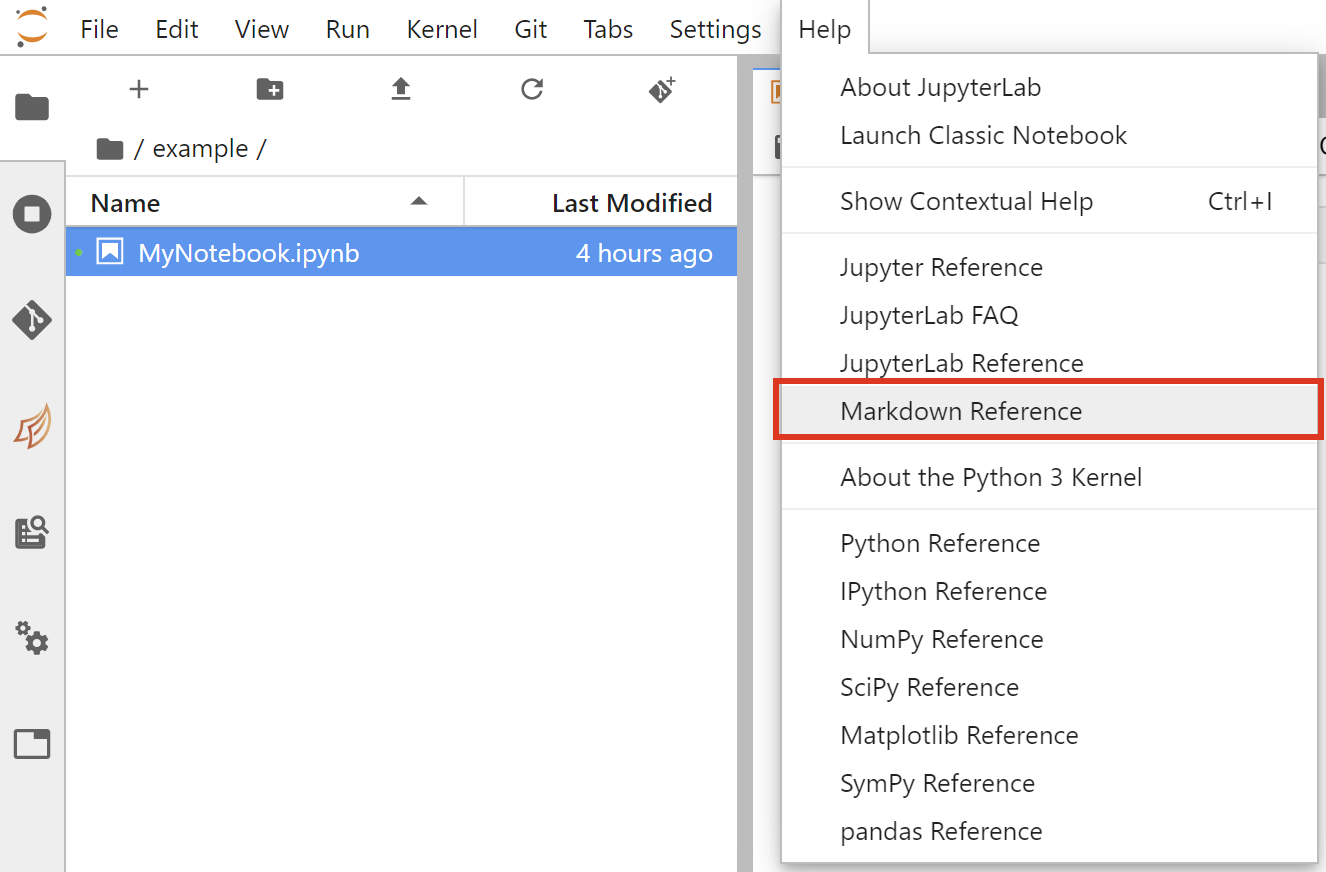 File Edit View Run Kernel Git Tabs Settings Help
/ example /
Name Last Modified
MyNotebook.ipynb 4 hours ago
About JupyterLab
Launch Classic Notebook
Show Contextual Help Ctrl+I
Jupyter Reference
JupyterLab FAQ
JupyterLab Reference
Markdown Reference
About the Python 3 Kernel
Python Reference
IPython Reference
NumPy Reference
SciPy Reference
Matplotlib Reference
SymPy Reference
pandas Reference